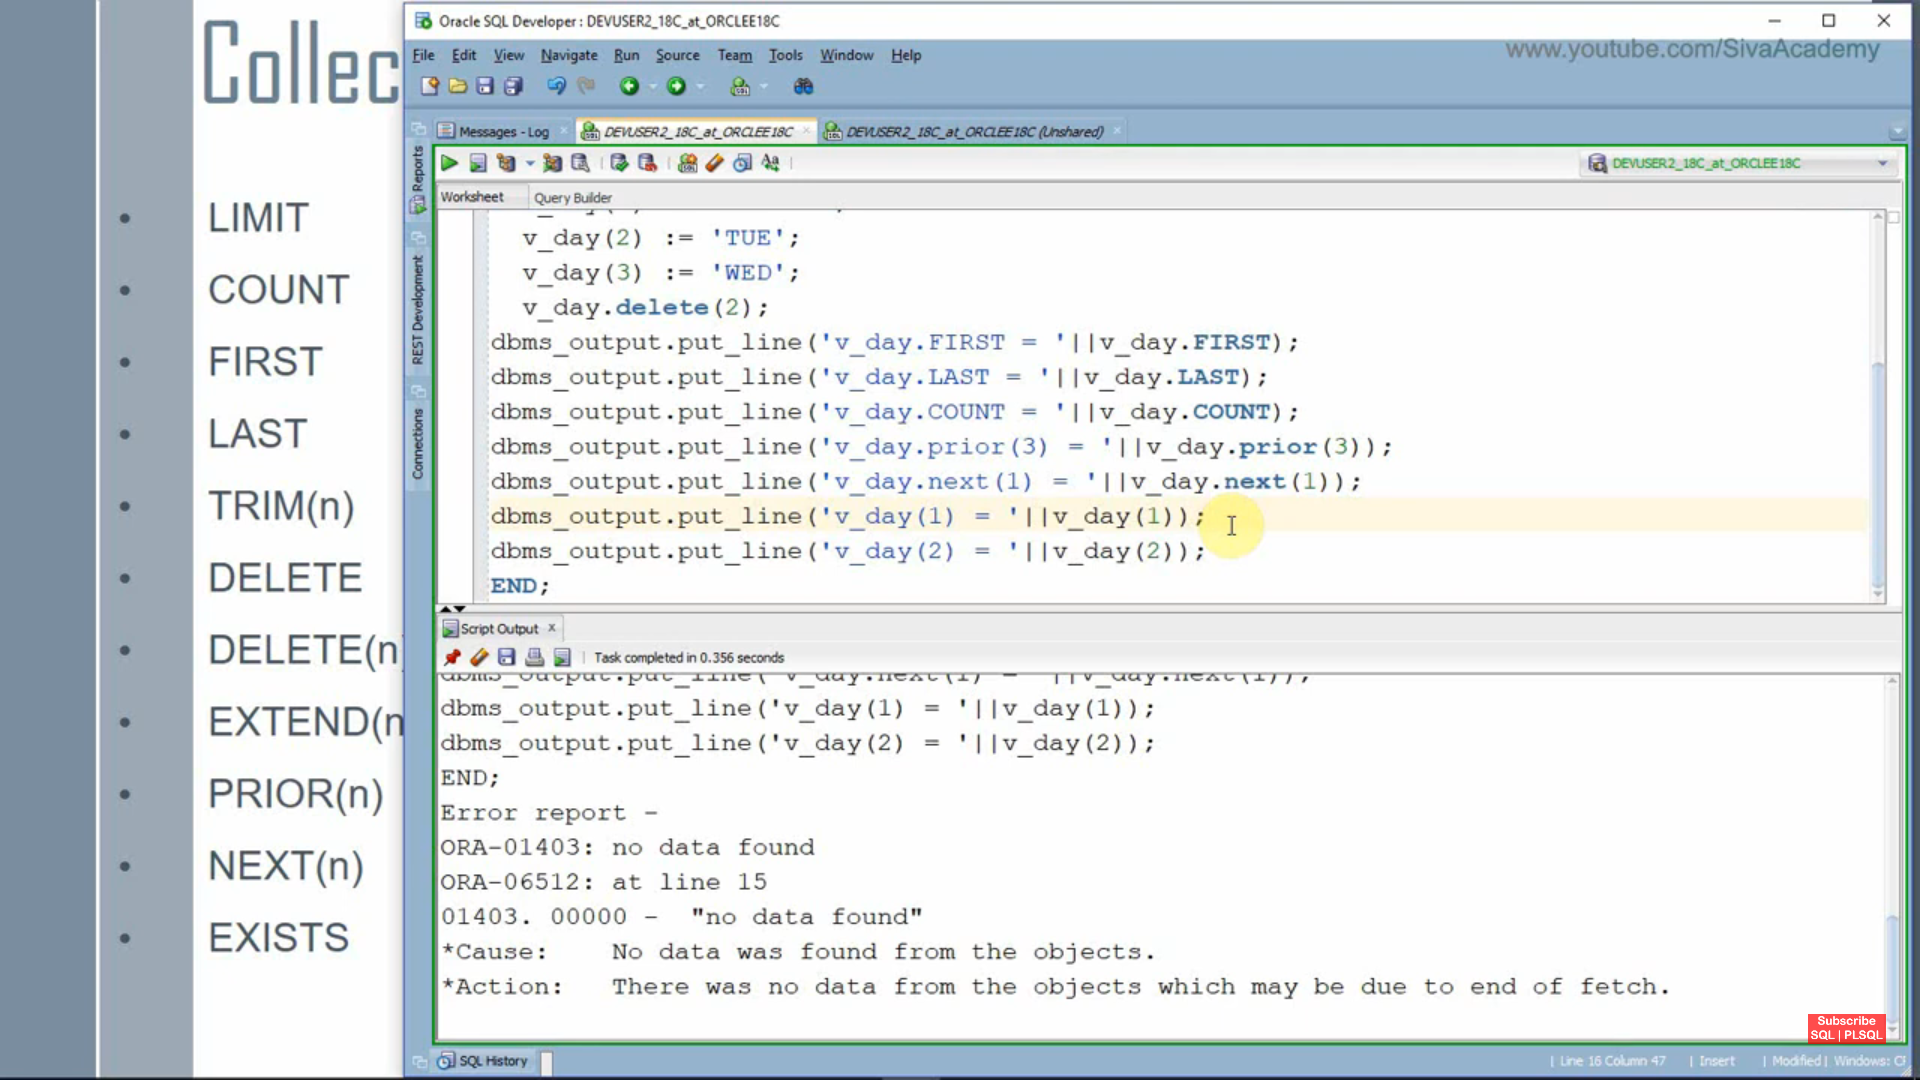 Collec
• LIMIT
• COUNT
• FIRST
• LAST
• TRIM(n)
• DELETE
• DELETE(n)
• EXTEND(n
• PRIOR(n)
• NEXT(n)
• EXISTS
Oracle SQL Developer : DEVUSER2_18C_at_ORCLEE18C
www.youtube.com/SivaAcademy
File Edit View Navigate Run Source Team Tools Window Help
Messages - Log DEVUSER2_18C_at_ORCLEE18C DEVUSER2_18C_at_ORCLEE18C (Unshared)
DEVUSER2_18C_at_ORCLEE18C
Reports
REST Development
Connections
Worksheet Query Builder
v_day(2) := 'TUE';
v_day(3) := 'WED';
v_day.delete(2);
dbms_output.put_line('v_day.FIRST = '||v_day.FIRST);
dbms_output.put_line('v_day.LAST = '||v_day.LAST);
dbms_output.put_line('v_day.COUNT = '||v_day.COUNT);
dbms_output.put_line('v_day.prior(3) = '||v_day.prior(3));
dbms_output.put_line('v_day.next(1) = '||v_day.next(1));
dbms_output.put_line('v_day(1) = '||v_day(1));
dbms_output.put_line('v_day(2) = '||v_day(2));
END;
Script Output
Task completed in 0.356 seconds
dbms_output.put_line('v_day.next(1) = '||v_day.next(1));
dbms_output.put_line('v_day(1) = '||v_day(1));
dbms_output.put_line('v_day(2) = '||v_day(2));
END;
Error report -
ORA-01403: no data found
ORA-06512: at line 15
01403. 00000 - "no data found"
*Cause: No data was found from the objects.
*Action: There was no data from the objects which may be due to end of fetch.
Subscribe
SQL | PLSQL
SQL History
| Line 16 Column 47 | Insert | Modified | Windows: